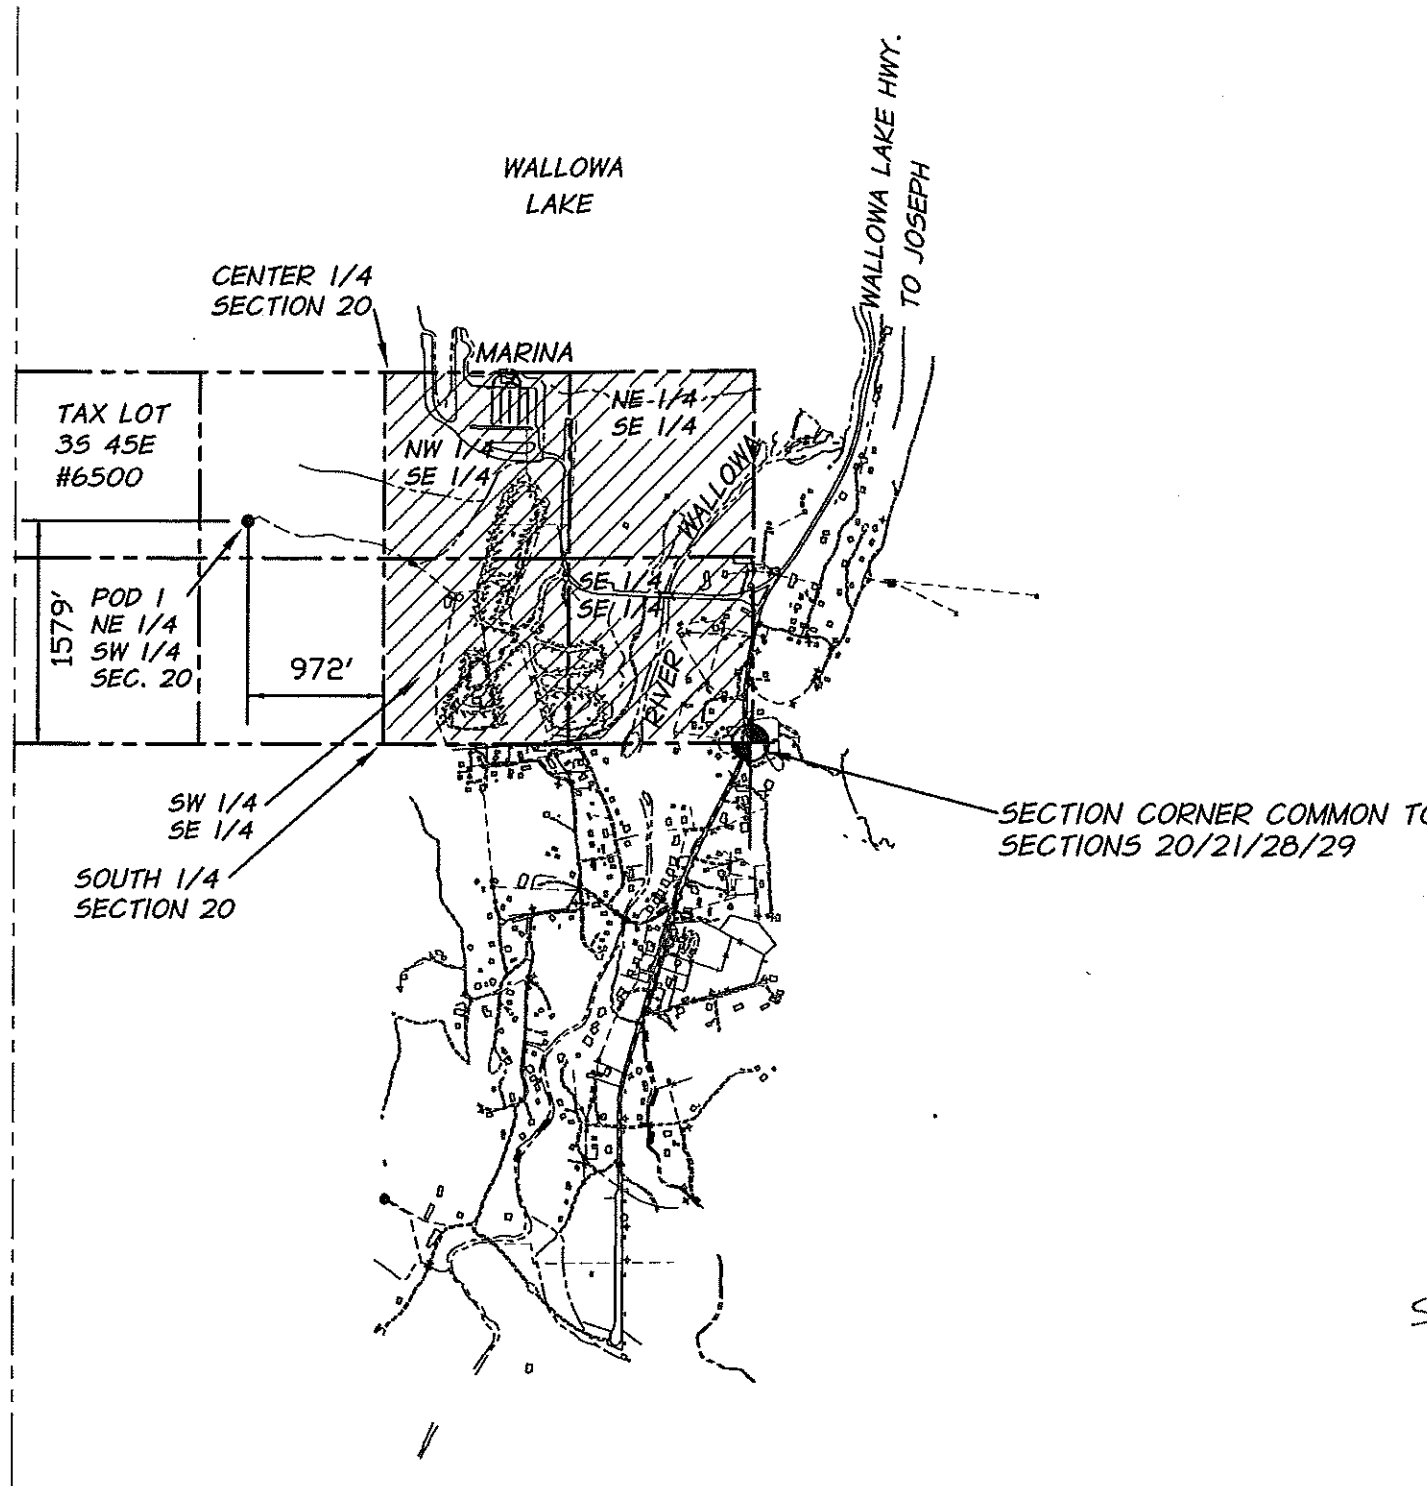 WALLOWA LAKE HWY.
TO JOSEPH
WALLOWA
LAKE
CENTER 1/4
SECTION 20
MARINA
TAX LOT
3S 45E
#6500
NE 1/4
SE 1/4
NW 1/4
SE 1/4
WALLOWA
RIVER
1579'
POD 1
NE 1/4
SW 1/4
SEC. 20
972'
SE 1/4
SE 1/4
SW 1/4
SE 1/4
SOUTH 1/4
SECTION 20
SECTION CORNER COMMON TO
SECTIONS 20/21/28/29